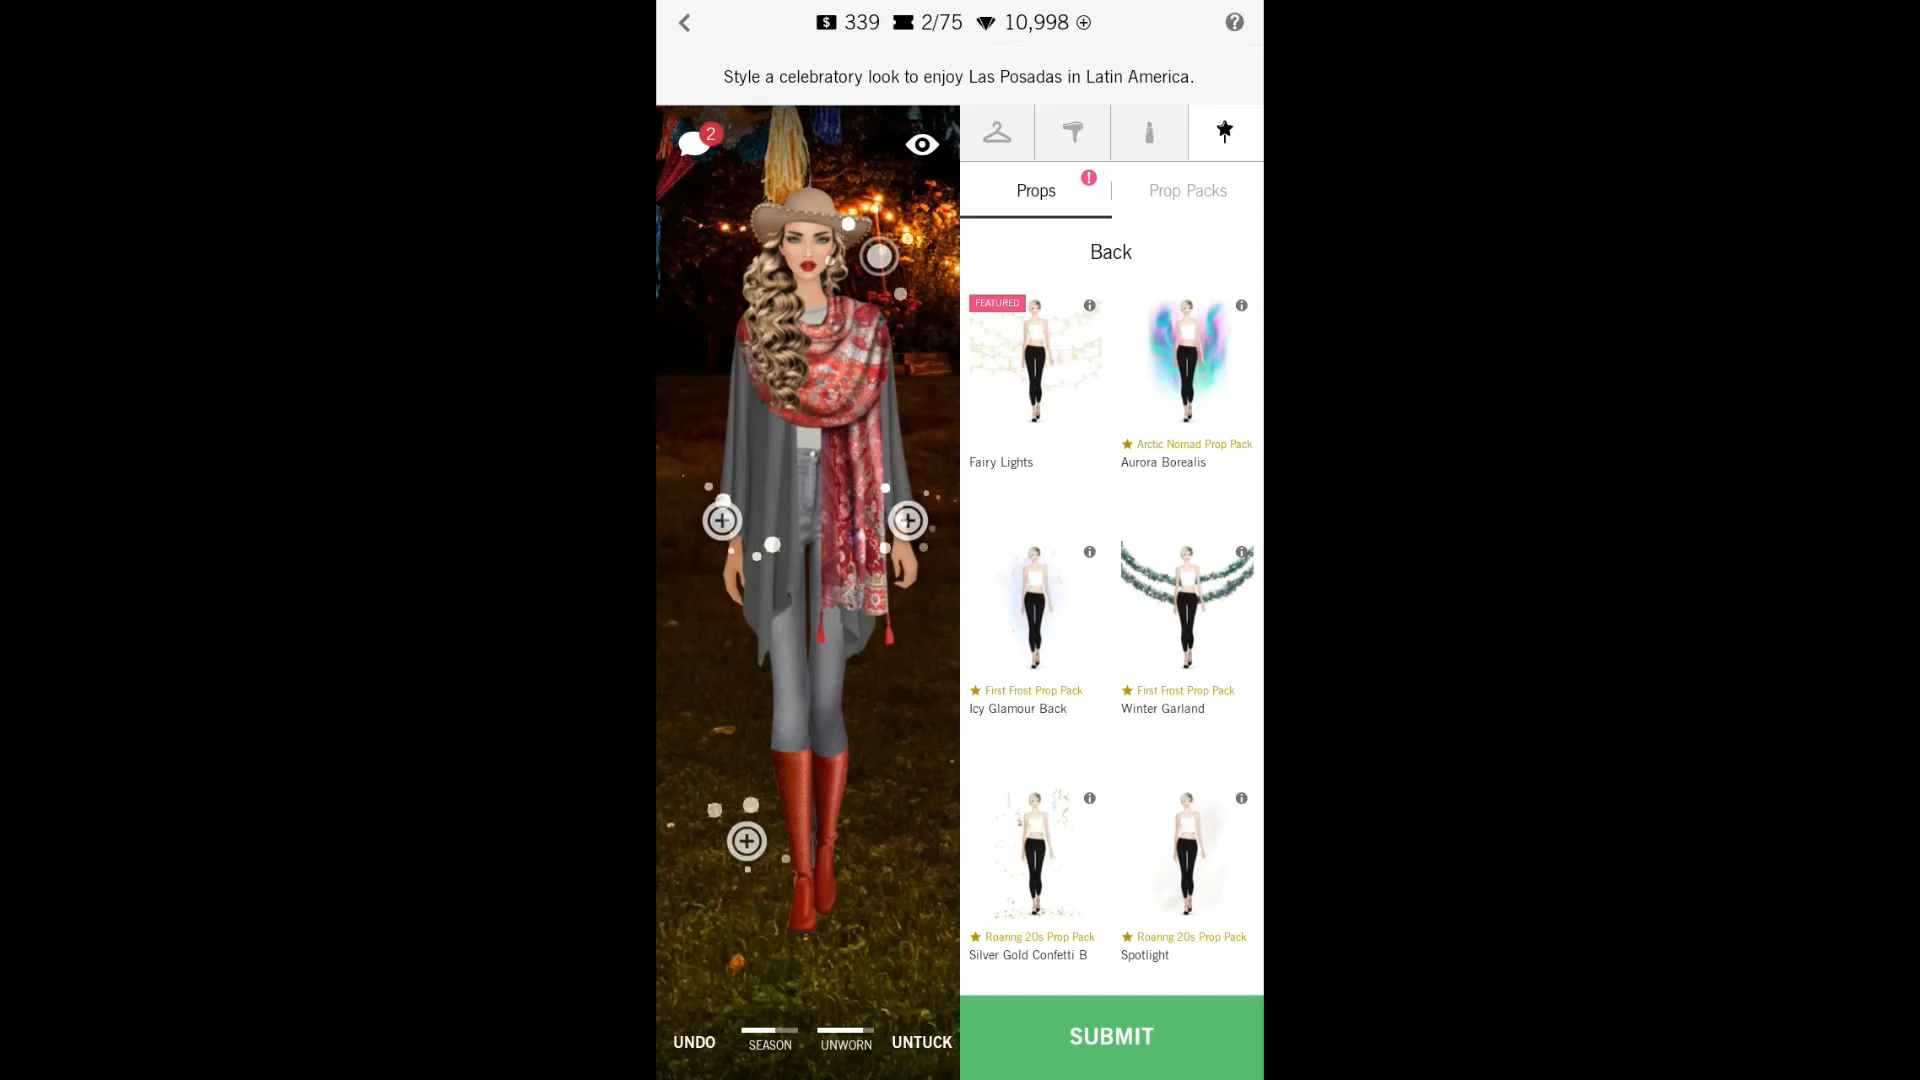 $ 339 2/75 10,998
Style a celebratory look to enjoy Las Posadas in Latin America.
2
Props
Prop Packs
Back
FEATURED
Fairy Lights
Arctic Nomad Prop Pack
Aurora Borealis
First Frost Prop Pack
Icy Glamour Back
First Frost Prop Pack
Winter Garland
Roaring 20s Prop Pack
Silver Gold Confetti B
Roaring 20s Prop Pack
Spotlight
UNDO
SEASON
UNWORN
UNTUCK
SUBMIT